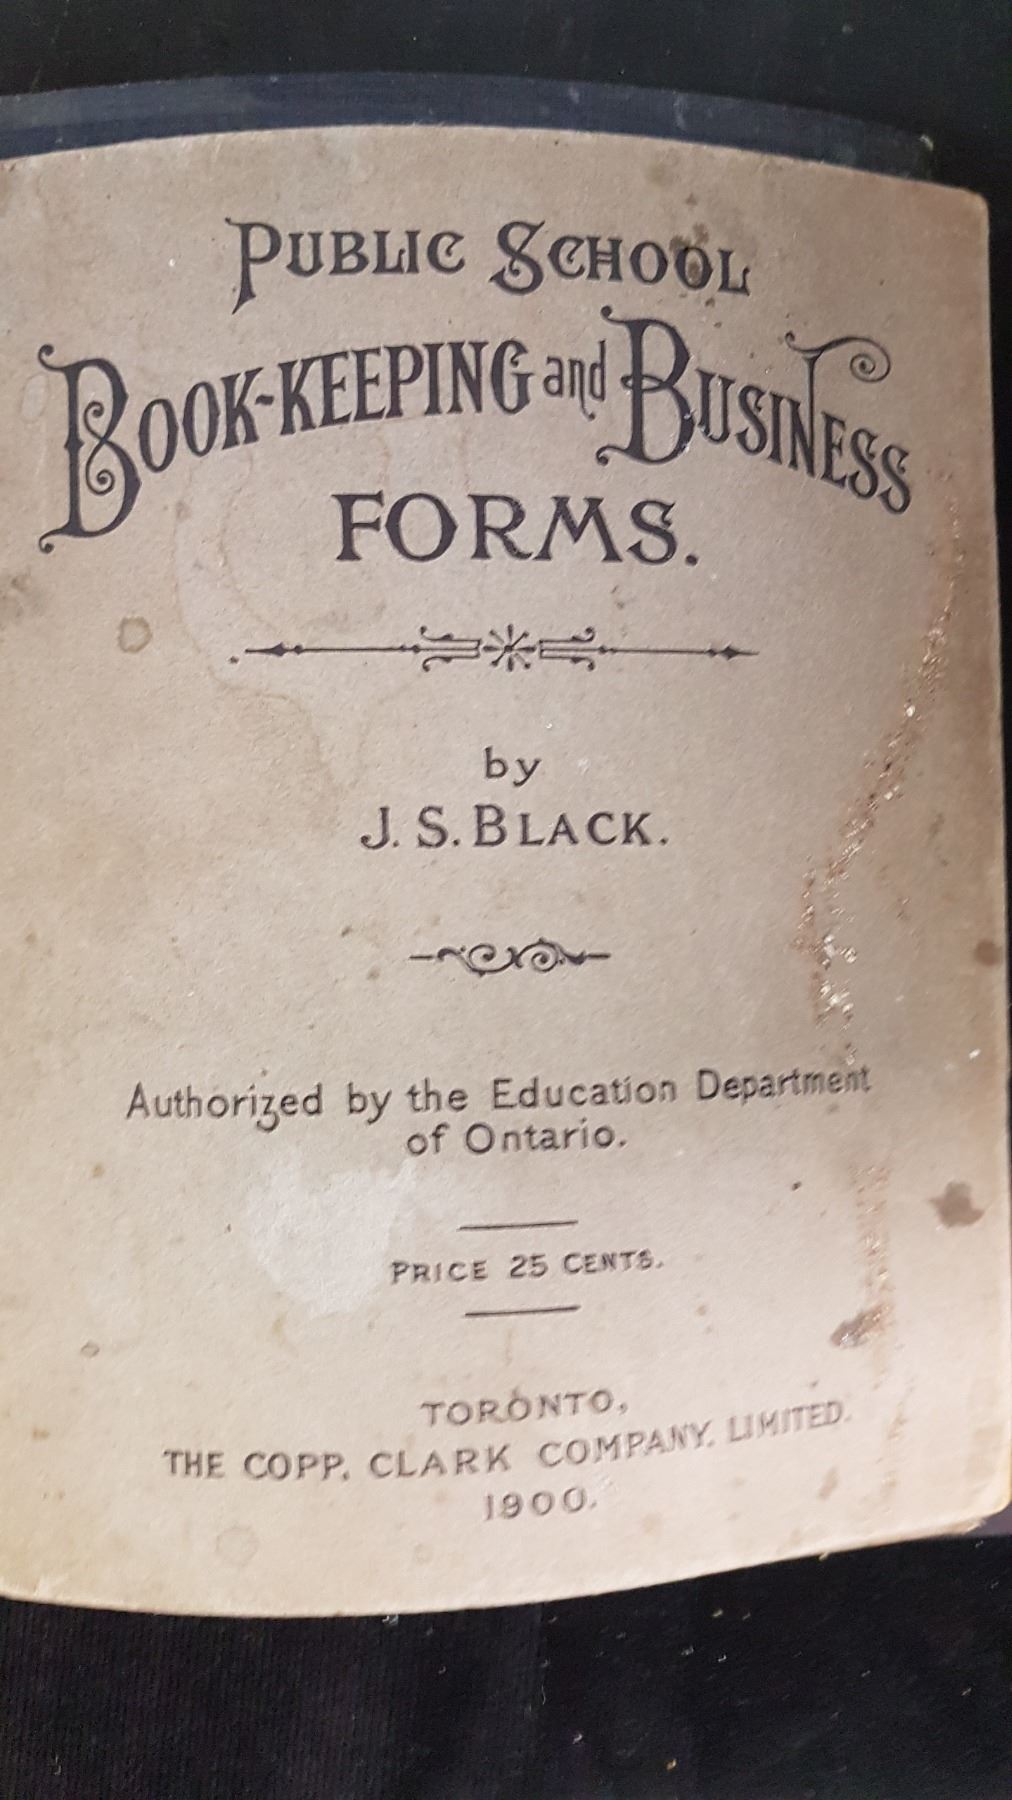 PUBLIC SCHOOL
BOOK-KEEPING and BUSINESS
FORMS.
by
J. S. BLACK.
Authorized by the Education Department
of Ontario.
PRICE 25 CENTS.
TORONTO,
THE COPP, CLARK COMPANY, LIMITED.
1900.